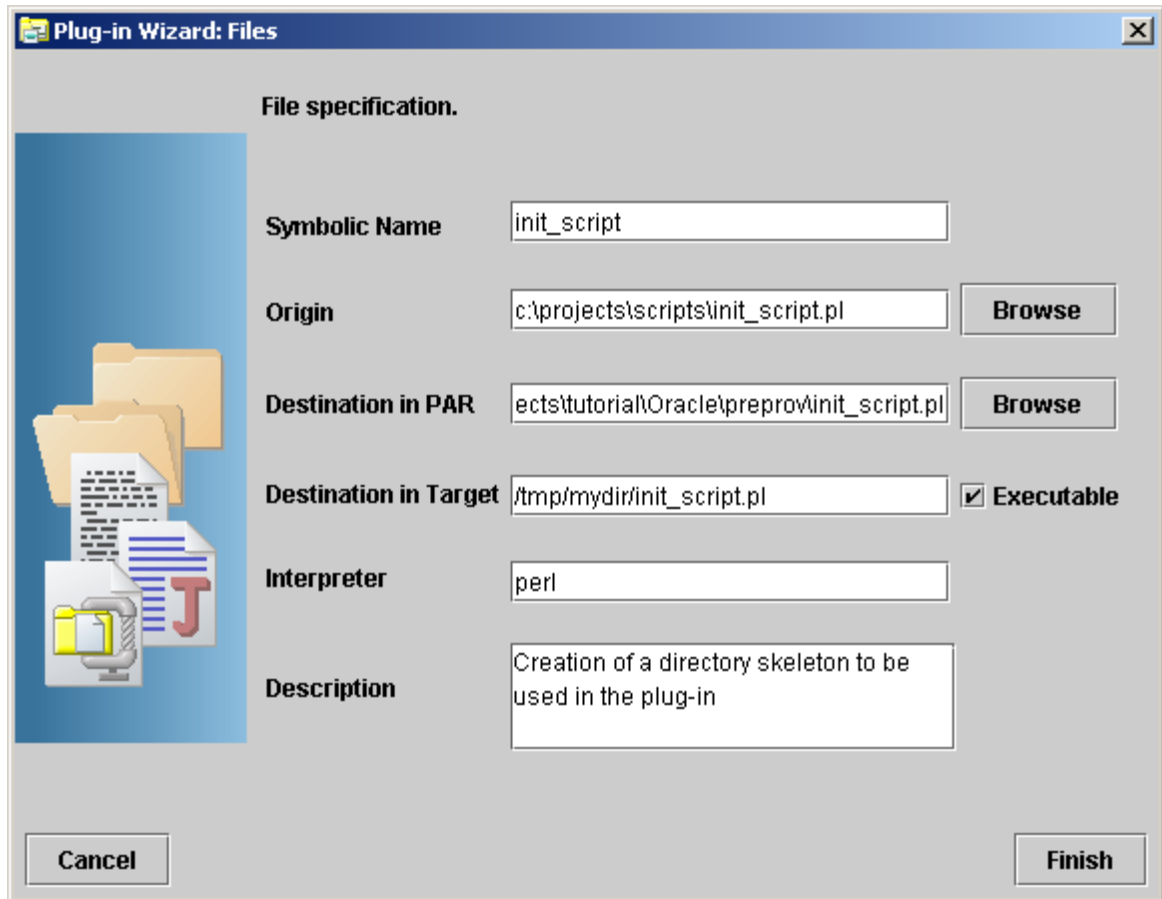 Plug-in Wizard: Files
File specification.
Symbolic Name
init_script
Origin
c:\projects\scripts\init_script.pl
Browse
Destination in PAR
ects\tutorial\Oracle\preprov\init_script.pl
Browse
Destination in Target
/tmp/mydir/init_script.pl
Executable
Interpreter
perl
Description
Creation of a directory skeleton to be
used in the plug-in
J
Cancel
Finish